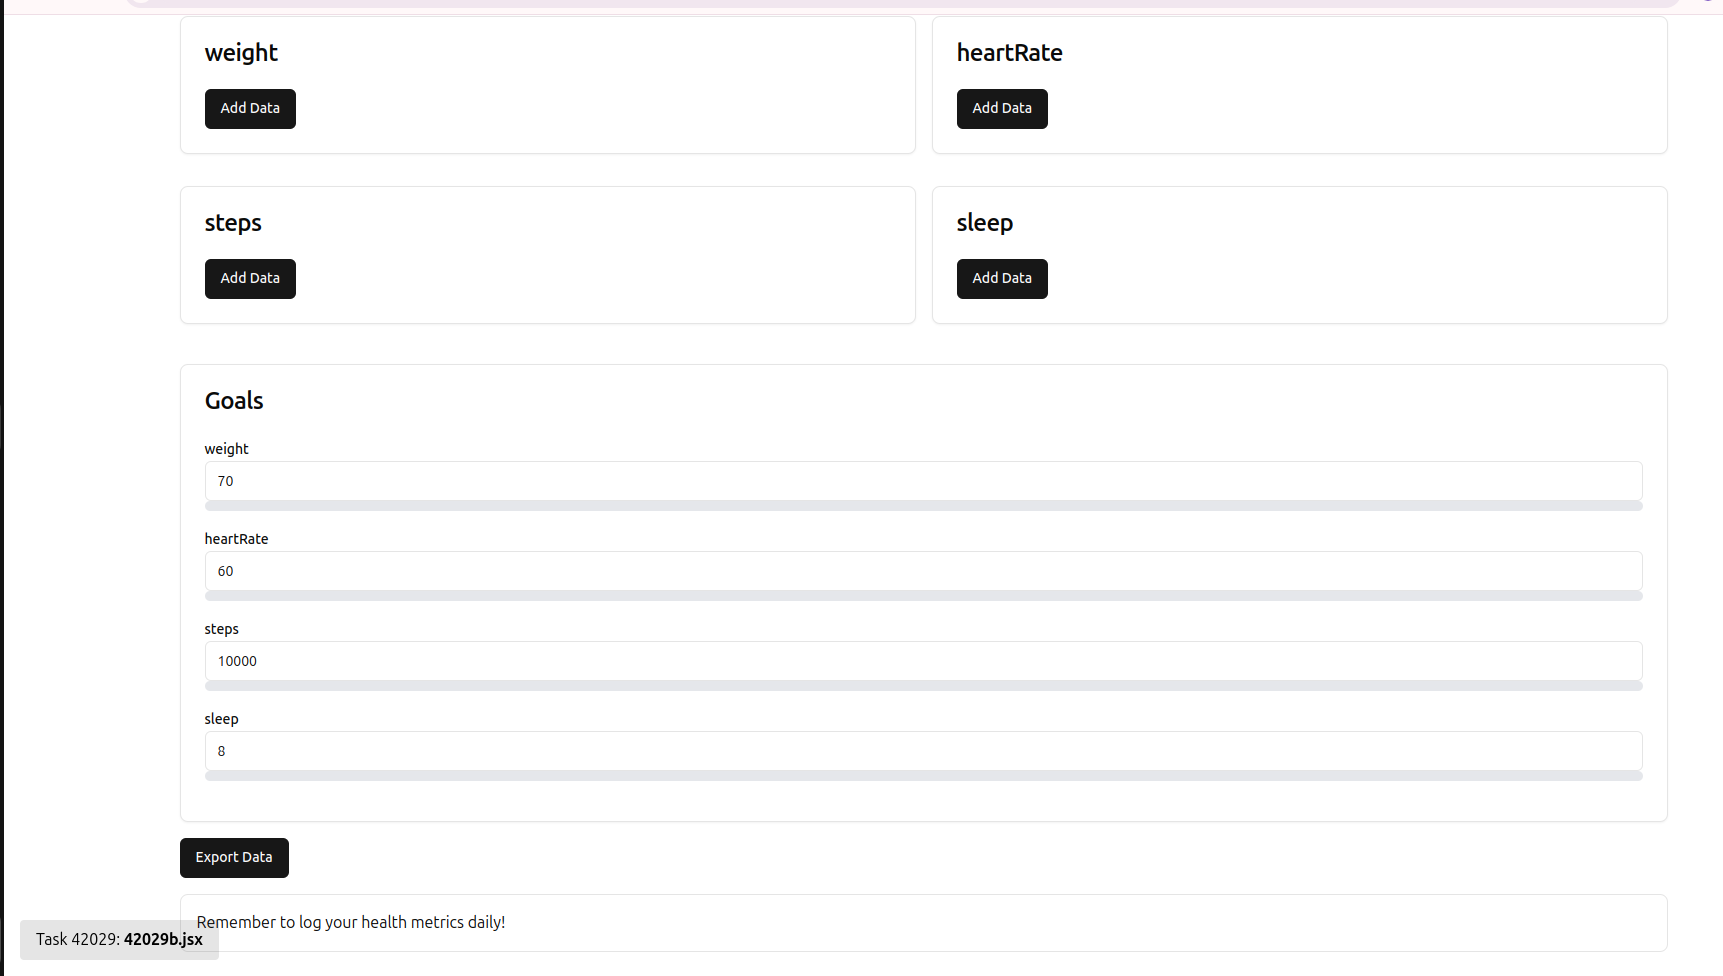 weight
Add Data
heartRate
Add Data
steps
Add Data
sleep
Add Data
Goals
weight
70
heartRate
60
steps
10000
sleep
8
Export Data
Remember to log your health metrics daily!
Task 42029: 42029b.jsx